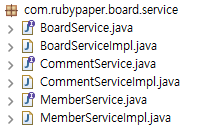 com.rubypaper.board.service
BoardService.java
BoardServiceImpl.java
CommentService.java
CommentServiceImpl.java
MemberService.java
MemberServiceImpl.java